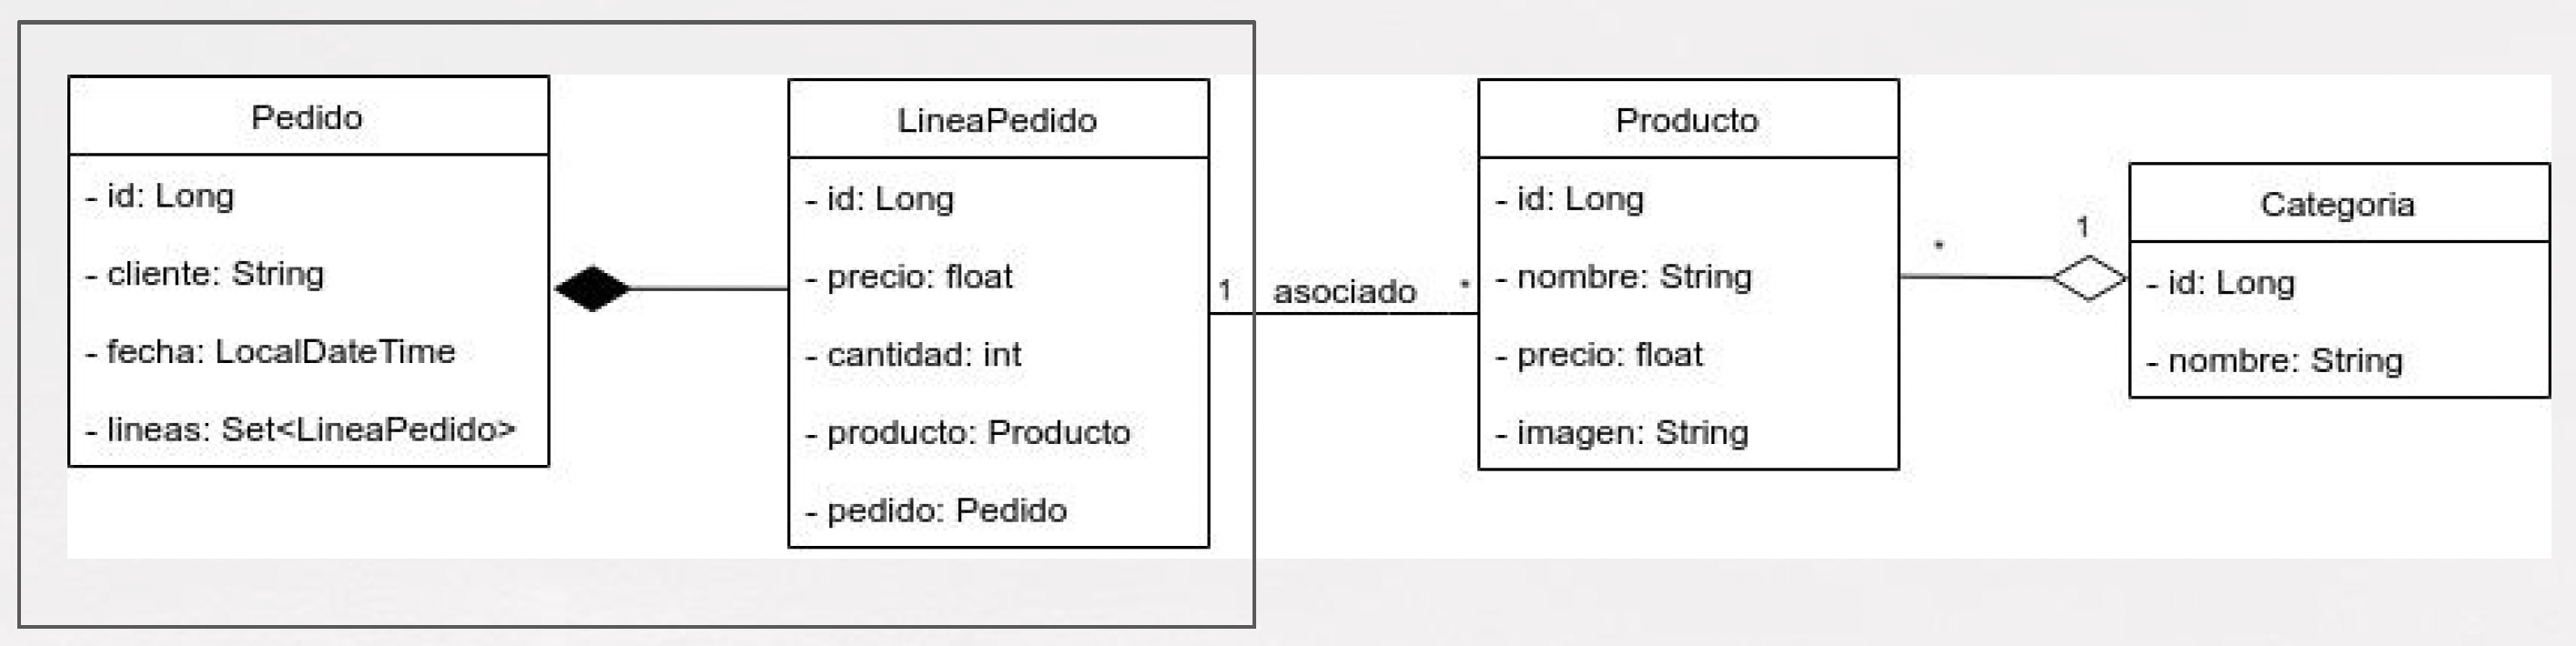 Pedido
- id: Long
- cliente: String
- fecha: LocalDateTime
- lineas: Set<LineaPedido>
LineaPedido
- id: Long
- precio: float
- cantidad: int
- producto: Producto
- pedido: Pedido
1 asociado *
Producto
- id: Long
- nombre: String
- precio: float
- imagen: String
* 1
Categoria
- id: Long
- nombre: String